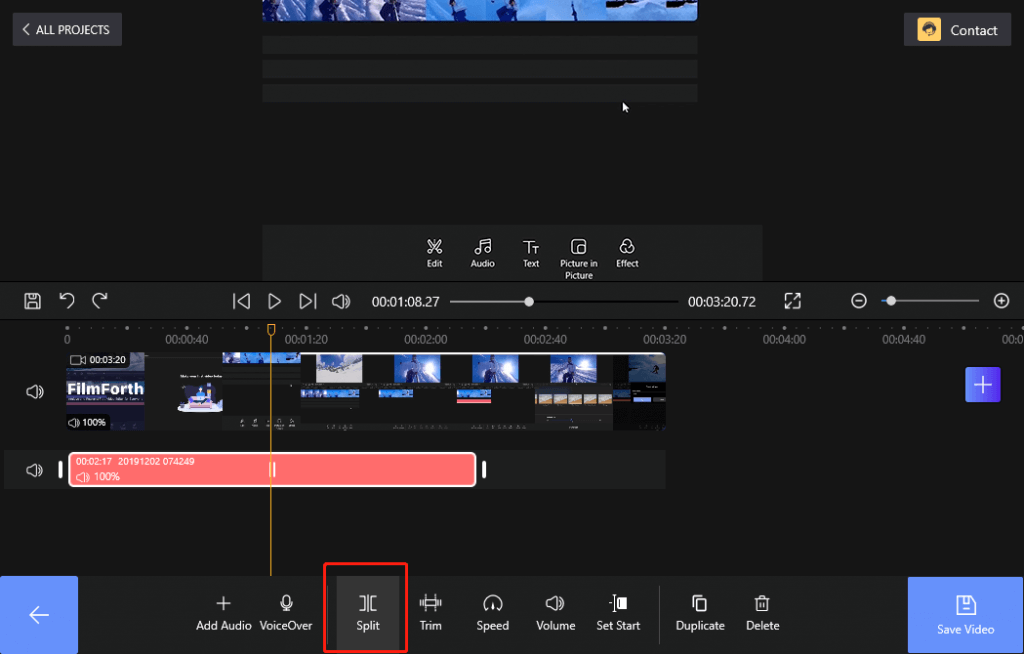 ALL PROJECTS
Contact
Edit
Audio
Text
Picture in
Picture
Effect
00:01:08.27
00:03:20.72
0
00:00:40
00:01:20
00:02:00
00:02:40
00:03:20
00:04:00
00:04:40
00:0
00:03:20
FilmForth
100%
00:02:17 20191202 074249
100%
Add Audio
VoiceOver
Split
Trim
Speed
Volume
Set Start
Duplicate
Delete
Save Video